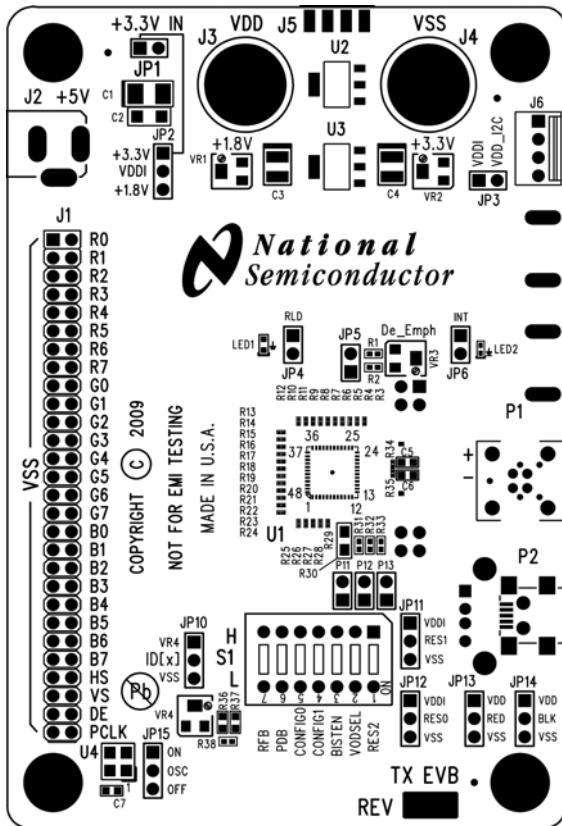 +3.3V IN
VDD
J5
VSS
J3
J4
U2
JP1
J2 +5V
C1
C2
J6
JP2
U3
+3.3V
VDDI
+1.8V
+1.8V
VR1
C3
C4
+3.3V
VR2
VDDI
VDD_I2C
JP3
J1
National
Semiconductor
R0
R1
R2
R3
R4
R5
R6
R7
G0
G1
G2
G3
G4
G5
G6
G7
B0
B1
B2
B3
B4
B5
B6
B7
HS
VS
DE
PCLK
VSS
COPYRIGHT C 2009
NOT FOR EMI TESTING
MADE IN U.S.A.
RLD
LED1
JP4
JP5
R1
R2
De_Emph
VR3
INT
LED2
JP6
R12
R11
R10
R9
R8
R7
R6
R5
R4
R3
R13
R14
R15
R16
R17
R18
R19
R20
R21
R22
R23
R24
36
25
37
24
48
13
1
12
U1
R34
C5
R35
C6
P1
+
-
R25
R26
R27
R28
R29
R30
R31
R32
R33
P2
P11
P12
P13
JP10
VR4
ID[x]
VSS
H
S1
L
7
6
5
4
3
2
1
ON
RFB
PDB
CONFIG0
CONFIG1
BISTEN
VODSEL
RES2
JP11
VDDI
RES1
VSS
Pb
VR4
R36
R37
R38
JP12
VDDI
RES0
VSS
JP13
VDD
RED
VSS
JP14
VDD
BLK
VSS
U4
1
C7
JP15
ON
OSC
OFF
TX EVB
REV